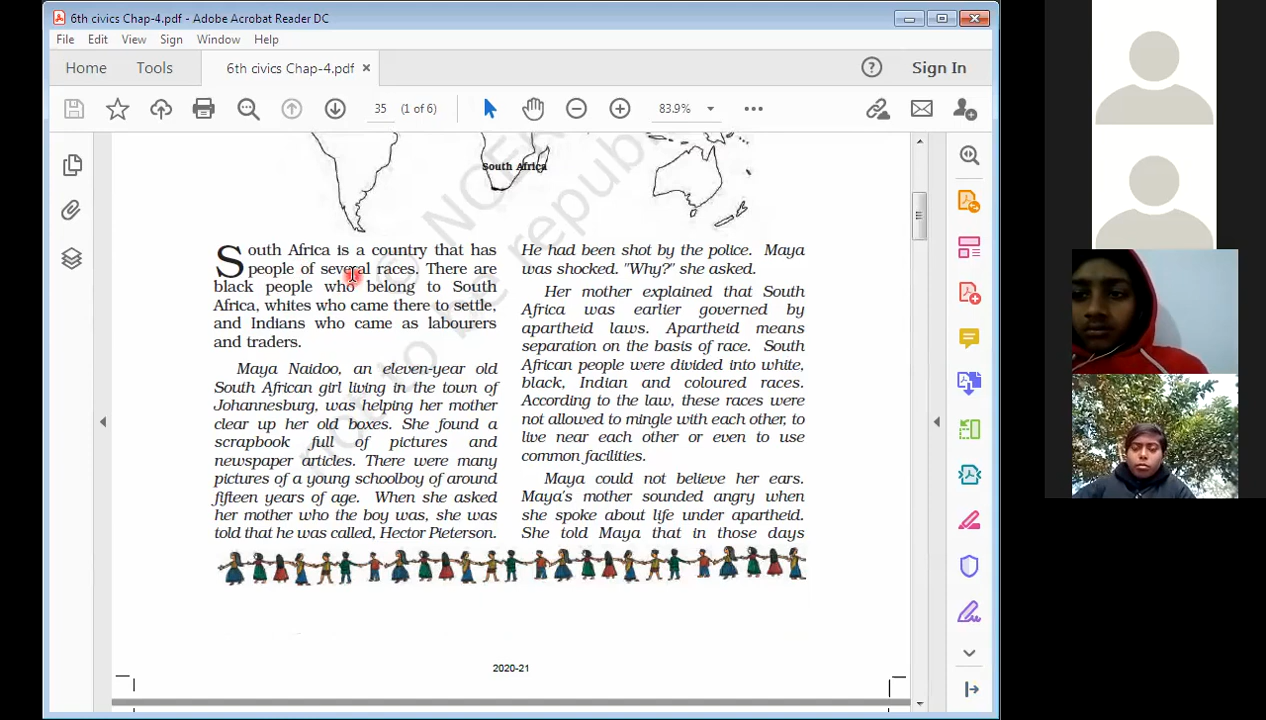 6th civics Chap-4.pdf - Adobe Acrobat Reader DC
File Edit View Sign Window Help
Home Tools 6th civics Chap-4.pdf × Sign In
35 (1 of 6) 83.9%
South Africa
© NCER
not to be republ
South Africa is a country that has
people of several races. There are
black people who belong to South
Africa, whites who came there to settle,
and Indians who came as labourers
and traders.
Maya Naidoo, an eleven-year old
South African girl living in the town of
Johannesburg, was helping her mother
clear up her old boxes. She found a
scrapbook full of pictures and
newspaper articles. There were many
pictures of a young schoolboy of around
fifteen years of age. When she asked
her mother who the boy was, she was
told that he was called, Hector Pieterson.
He had been shot by the police. Maya
was shocked. "Why?" she asked.
Her mother explained that South
Africa was earlier governed by
apartheid laws. Apartheid means
separation on the basis of race. South
African people were divided into white,
black, Indian and coloured races.
According to the law, these races were
not allowed to mingle with each other, to
live near each other or even to use
common facilities.
Maya could not believe her ears.
Maya's mother sounded angry when
she spoke about life under apartheid.
She told Maya that in those days
2020-21